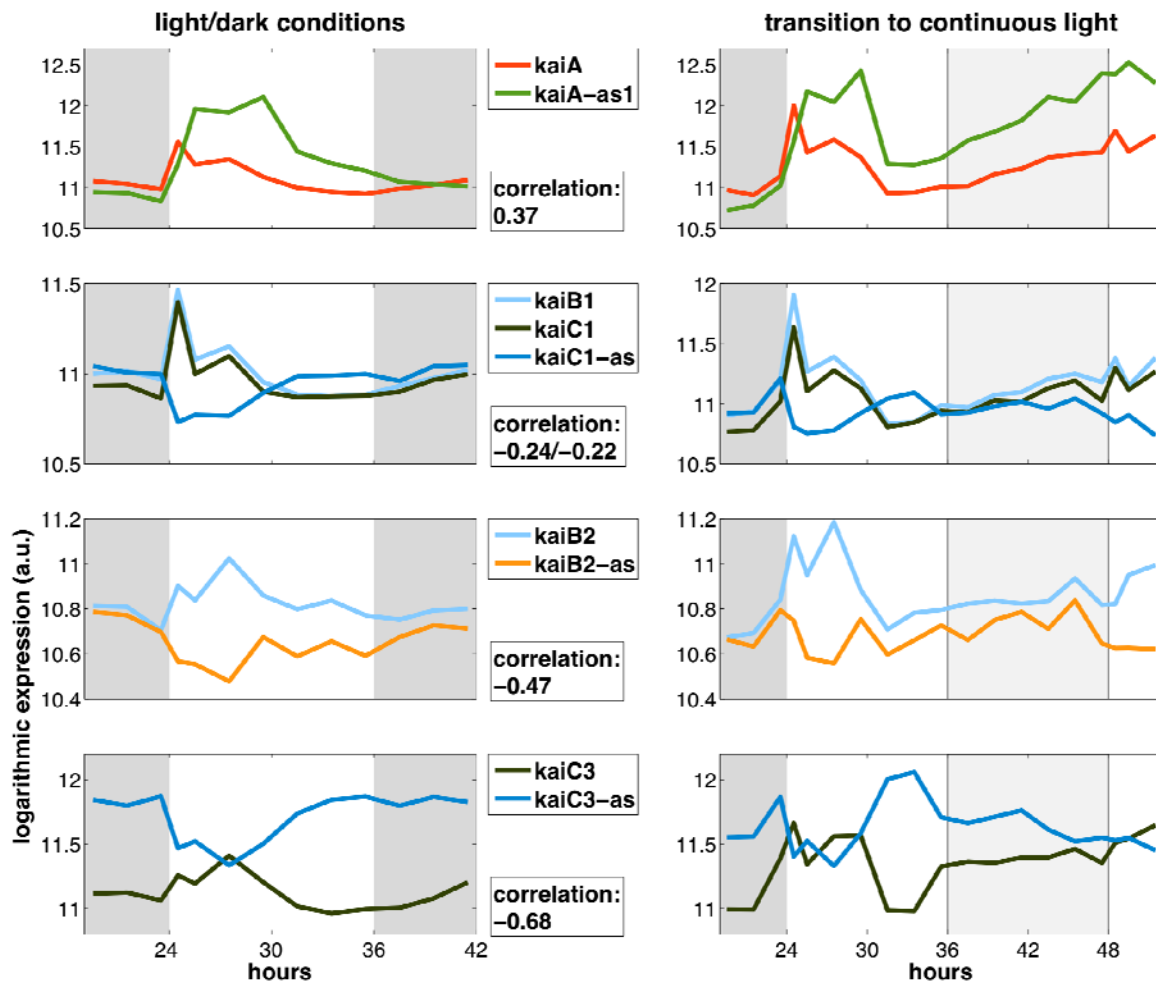 light/dark conditions
transition to continuous light
12.5
12
11.5
11
10.5
kaiA
kaiA-as1
correlation:
0.37
12.5
12
11.5
11
10.5
11.5
11
10.5
kaiB1
kaiC1
kaiC1-as
correlation:
-0.24/-0.22
12
11.5
11
10.5
11.2
11
10.8
10.6
10.4
kaiB2
kaiB2-as
correlation:
-0.47
11.2
11
10.8
10.6
10.4
12
11.5
11
kaiC3
kaiC3-as
correlation:
-0.68
12
11.5
11
24
30
36
42
hours
24
30
36
42
48
hours
logarithmic expression (a.u.)